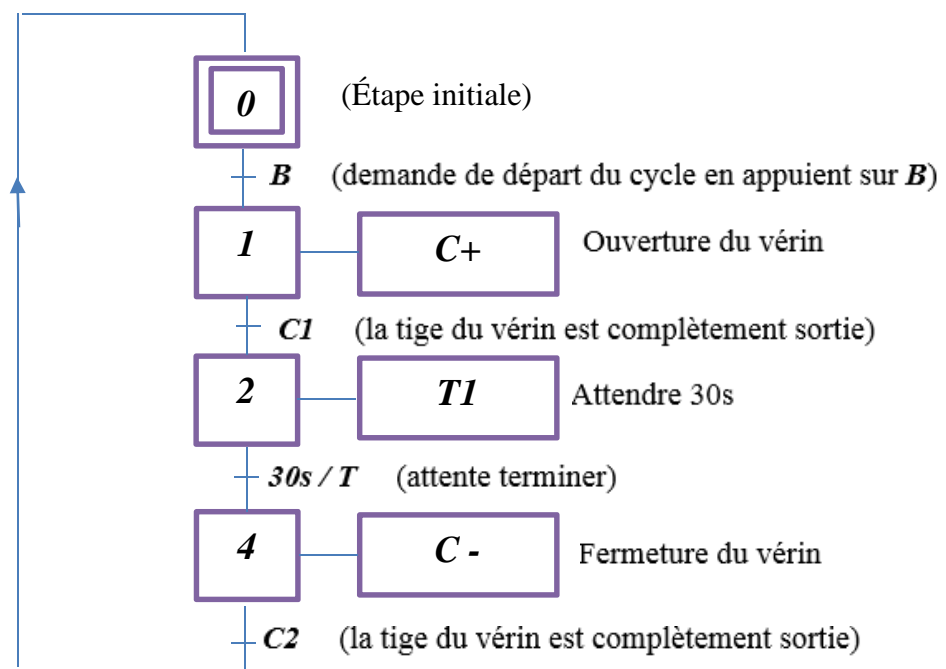 0 (Étape initiale)
B (demande de départ du cycle en appuient sur B)
1 C+ Ouverture du vérin
C1 (la tige du vérin est complètement sortie)
2 T1 Attendre 30s
30s / T (attente terminer)
4 C - Fermeture du vérin
C2 (la tige du vérin est complètement sortie)